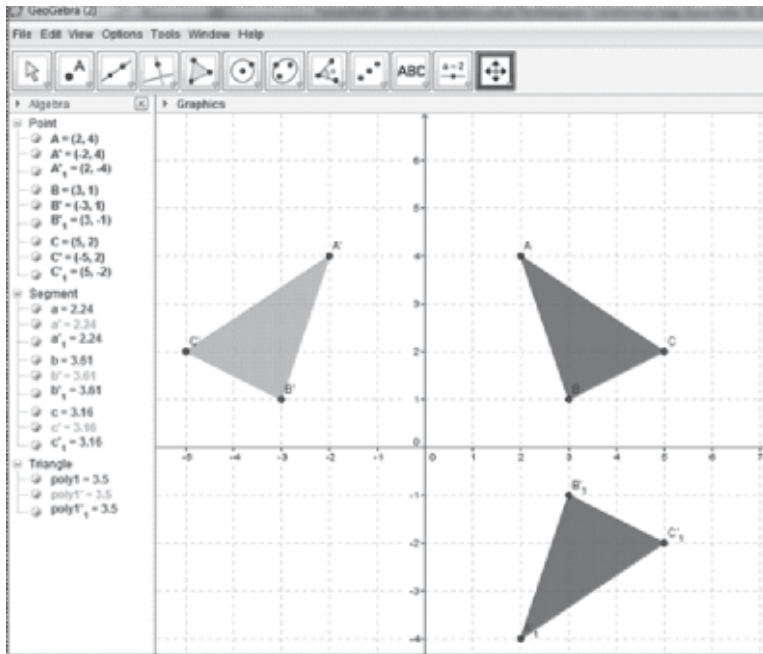 GeoGebra (2)
File Edit View Options Tools Window Help
A
ABC
a=2
Algebra
Graphics
Point
A = (2, 4)
A' = (-2, 4)
A'₁ = (2, -4)
B = (3, 1)
B' = (-3, 1)
B'₁ = (3, -1)
C = (5, 2)
C' = (-5, 2)
C'₁ = (5, -2)
Segment
a = 2.24
a' = 2.24
a'₁ = 2.24
b = 3.61
b' = 3.61
b'₁ = 3.61
c = 3.16
c' = 3.16
c'₁ = 3.16
Triangle
poly1 = 3.5
poly1' = 3.5
poly1'₁ = 3.5
6
5
A' 4 A
3
C' 2 C
B' 1 B
0
-5 -3 -2 -1 0 1 2 3 5 6 7
-1 B'₁
-2 C'₁
-3
-4